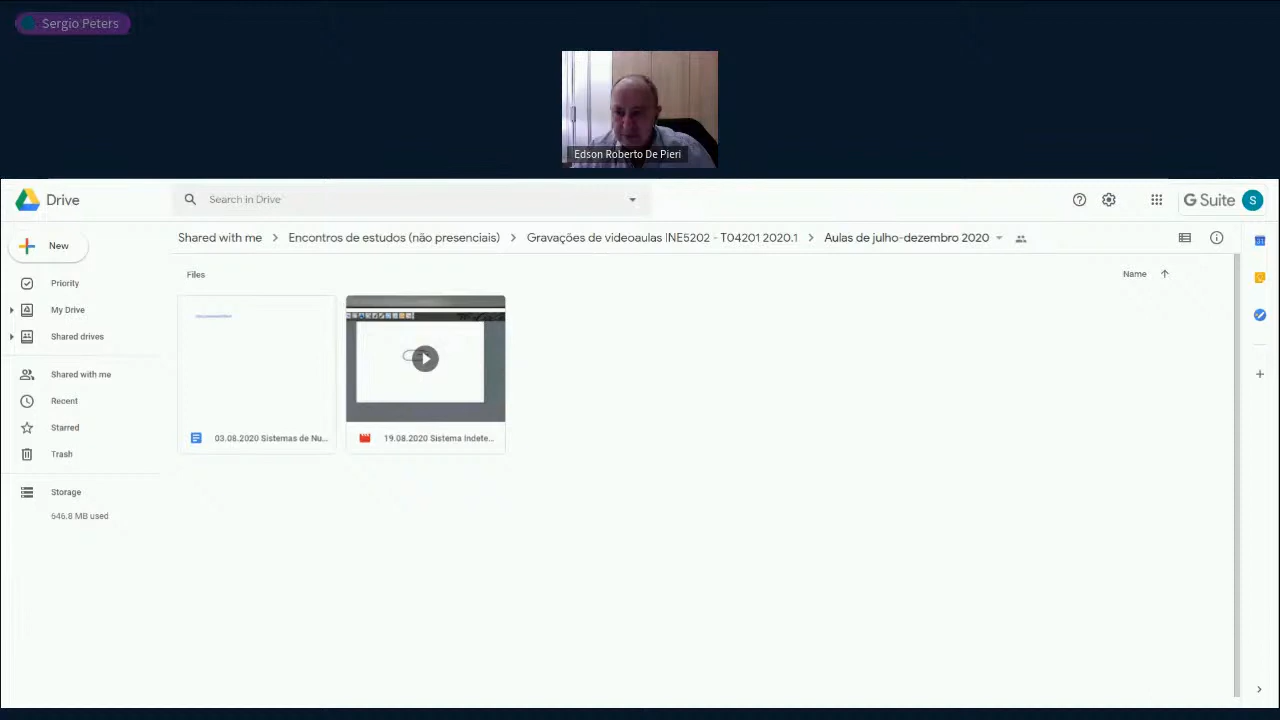 Sergio Peters
Edson Roberto De Pieri
Drive
Search in Drive
G Suite
S
New
Shared with me > Encontros de estudos (não presenciais) > Gravações de videoaulas INE5202 - T04201 2020.1 > Aulas de julho-dezembro 2020
Files
Name
Priority
My Drive
Shared drives
Shared with me
Recent
Starred
Trash
Storage
646.8 MB used
03.08.2020 Sistemas de Nu...
19.08.2020 Sistema Indete...